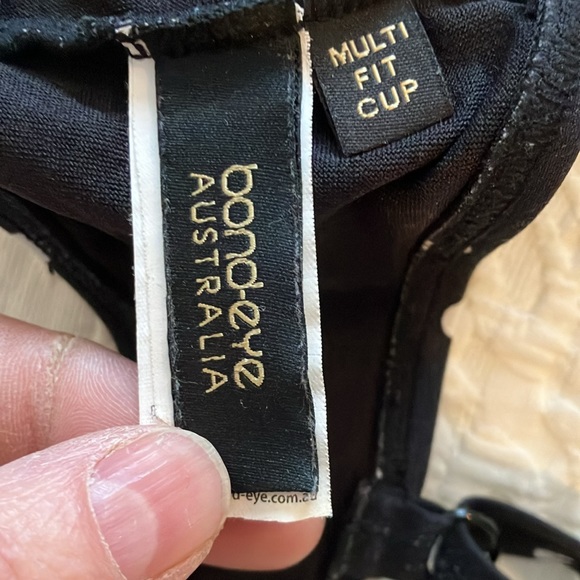 bond-eye
AUSTRALIA
MULTI
FIT
CUP
d-eye.com.au